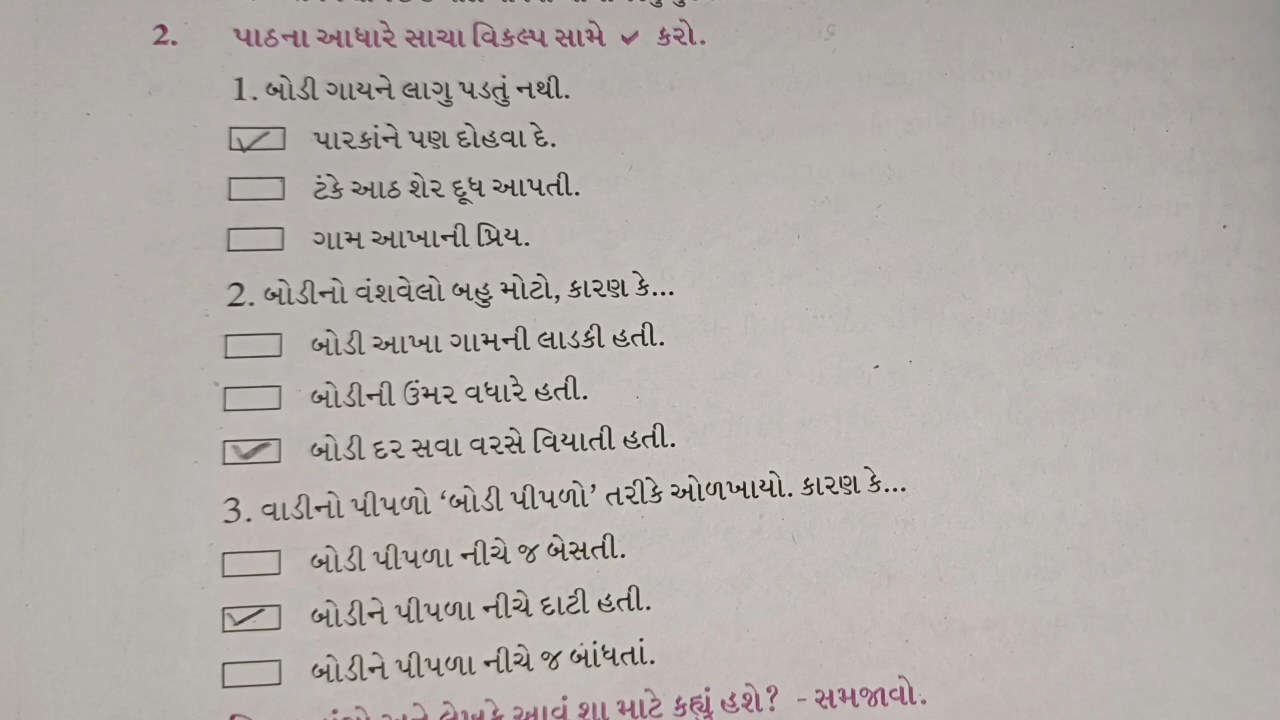 2. પાઠના આધારે સાચા વિકલ્પ સામે ✓ કરો.
1. બોડી ગાયને લાગુ પડતું નથી.
✓ પારકાંને પણ દોહવા દે.
ટંકે આઠ શેર દૂધ આપતી.
ગામ આખાની પ્રિય.
2. બોડીનો વંશવેલો બહુ મોટો, કારણ કે...
બોડી આખા ગામની લાડકી હતી.
બોડીની ઉંમર વધારે હતી.
✓ બોડી દર સવા વરસે વિયાતી હતી.
3. વાડીનો પીપળો ‘બોડી પીપળો’ તરીકે ઓળખાયો. કારણ કે...
બોડી પીપળા નીચે જ બેસતી.
✓ બોડીને પીપળા નીચે દાટી હતી.
બોડીને પીપળા નીચે જ બાંધતાં.
અને લેખકે આવું શા માટે કહ્યું હશે? - સમજાવો.